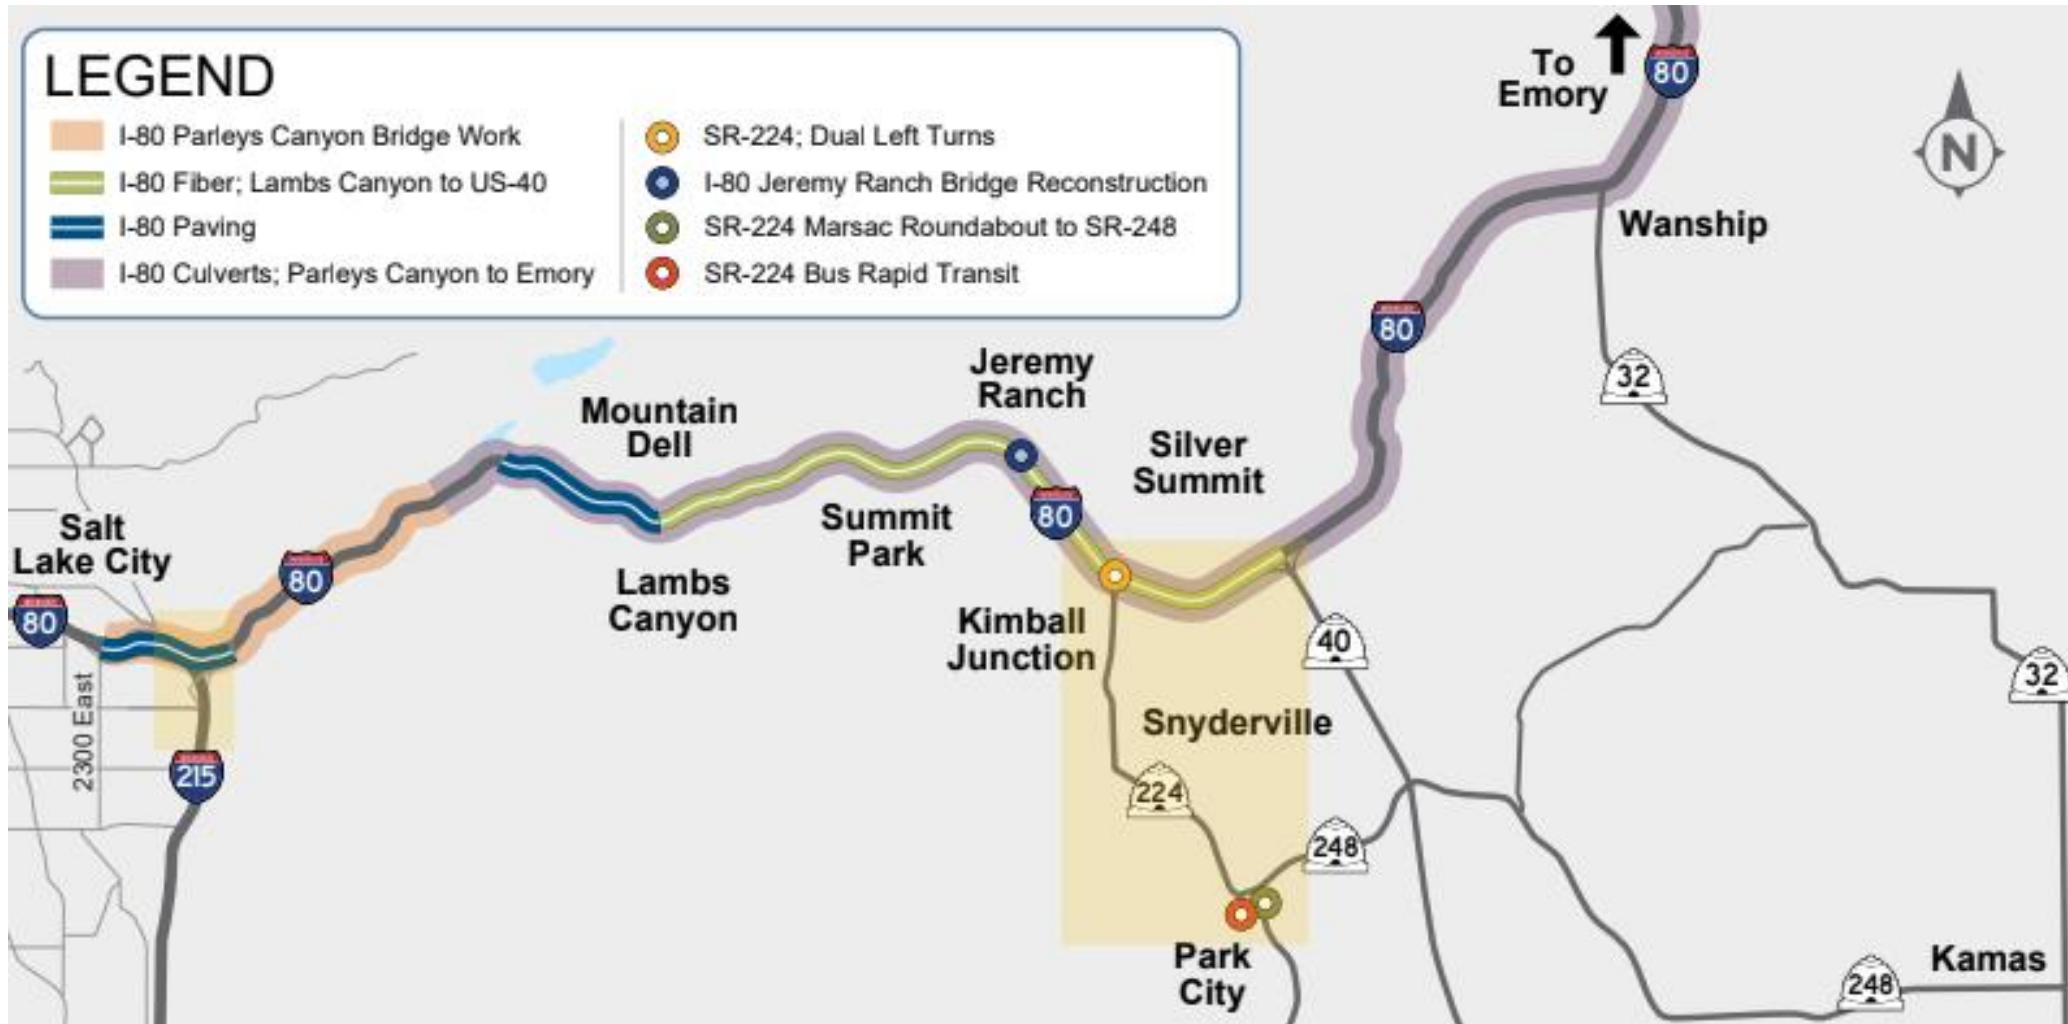 LEGEND
I-80 Parleys Canyon Bridge Work
I-80 Fiber; Lambs Canyon to US-40
I-80 Paving
I-80 Culverts; Parleys Canyon to Emory
SR-224; Dual Left Turns
I-80 Jeremy Ranch Bridge Reconstruction
SR-224 Marsac Roundabout to SR-248
SR-224 Bus Rapid Transit
To
Emory
80
N
Wanship
80
32
Jeremy
Ranch
Mountain
Dell
Silver
Summit
80
Summit
Park
Salt
Lake City
80
80
Lambs
Canyon
Kimball
Junction
40
32
2300 East
215
Snyderville
224
248
Park
City
Kamas
248